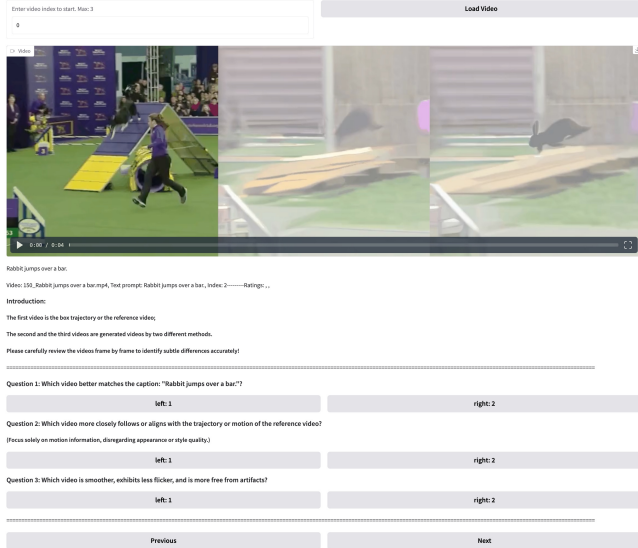 Enter video index to start. Max: 3
Load Video
0
Video
3
53
0:00 / 0:04
Rabbit jumps over a bar.
Video: 150_Rabbit jumps over a bar.mp4, Text prompt: Rabbit jumps over a bar., Index: 2--------Ratings: , ,
Introduction:
The first video is the box trajectory or the reference video;
The second and the third videos are generated videos by two different methods.
Please carefully review the videos frame by frame to identify subtle differences accurately!
Question 1: Which video better matches the caption: "Rabbit jumps over a bar."?
left: 1
right: 2
Question 2: Which video more closely follows or aligns with the trajectory or motion of the reference video?
(Focus solely on motion information, disregarding appearance or style quality.)
left: 1
right: 2
Question 3: Which video is smoother, exhibits less flicker, and is more free from artifacts?
left: 1
right: 2
Previous
Next